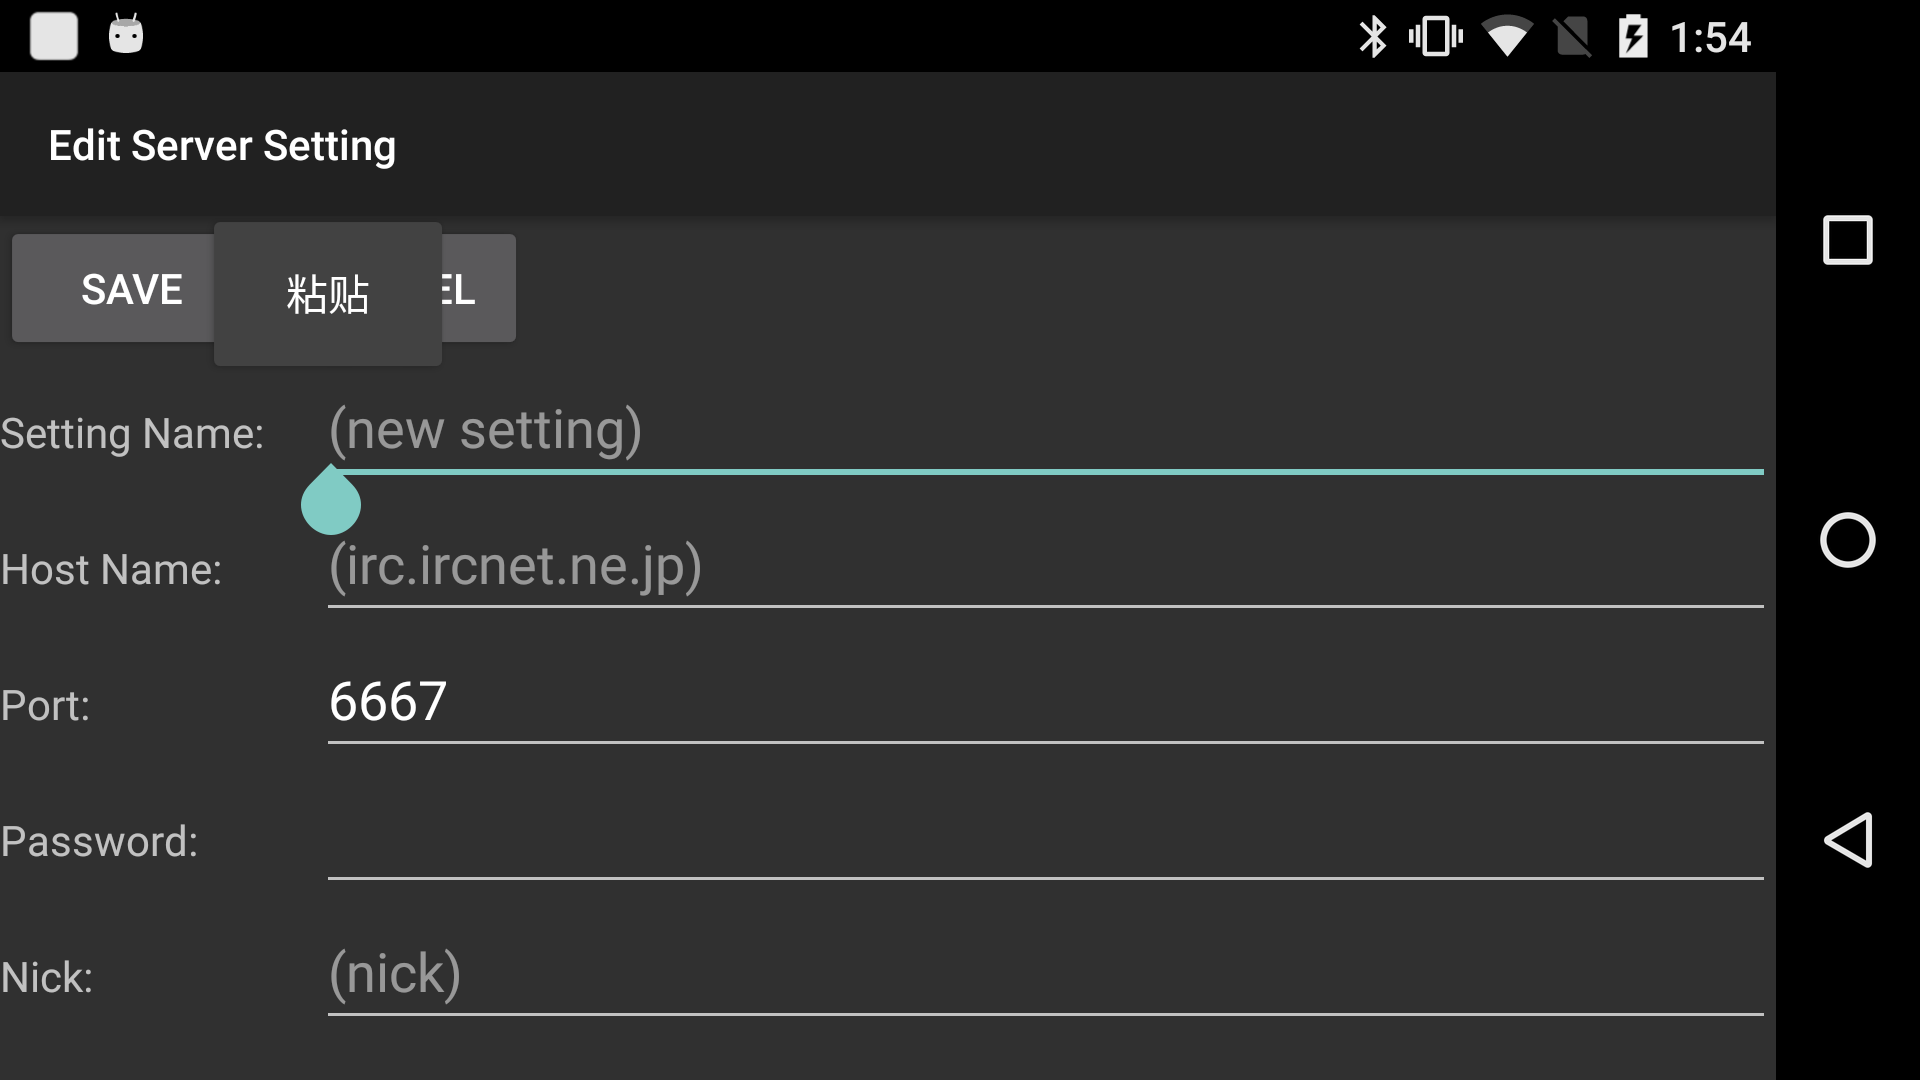 1:54
Edit Server Setting
SAVE 粘贴 EL
Setting Name: (new setting)
Host Name: (irc.ircnet.ne.jp)
Port: 6667
Password:
Nick: (nick)